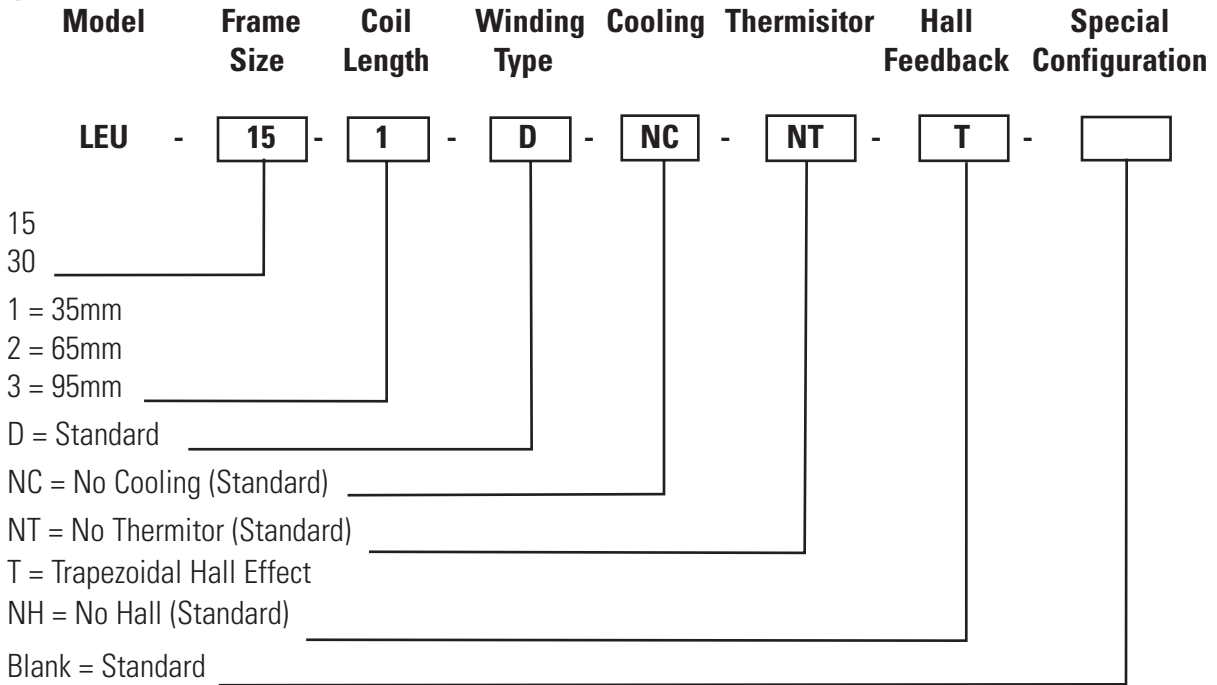 Model Frame Coil Winding Cooling Thermisitor Hall Special
Size Length Type Feedback Configuration
LEU - 15 - 1 - D - NC - NT - T -
15
30
1 = 35mm
2 = 65mm
3 = 95mm
D = Standard
NC = No Cooling (Standard)
NT = No Thermitor (Standard)
T = Trapezoidal Hall Effect
NH = No Hall (Standard)
Blank = Standard